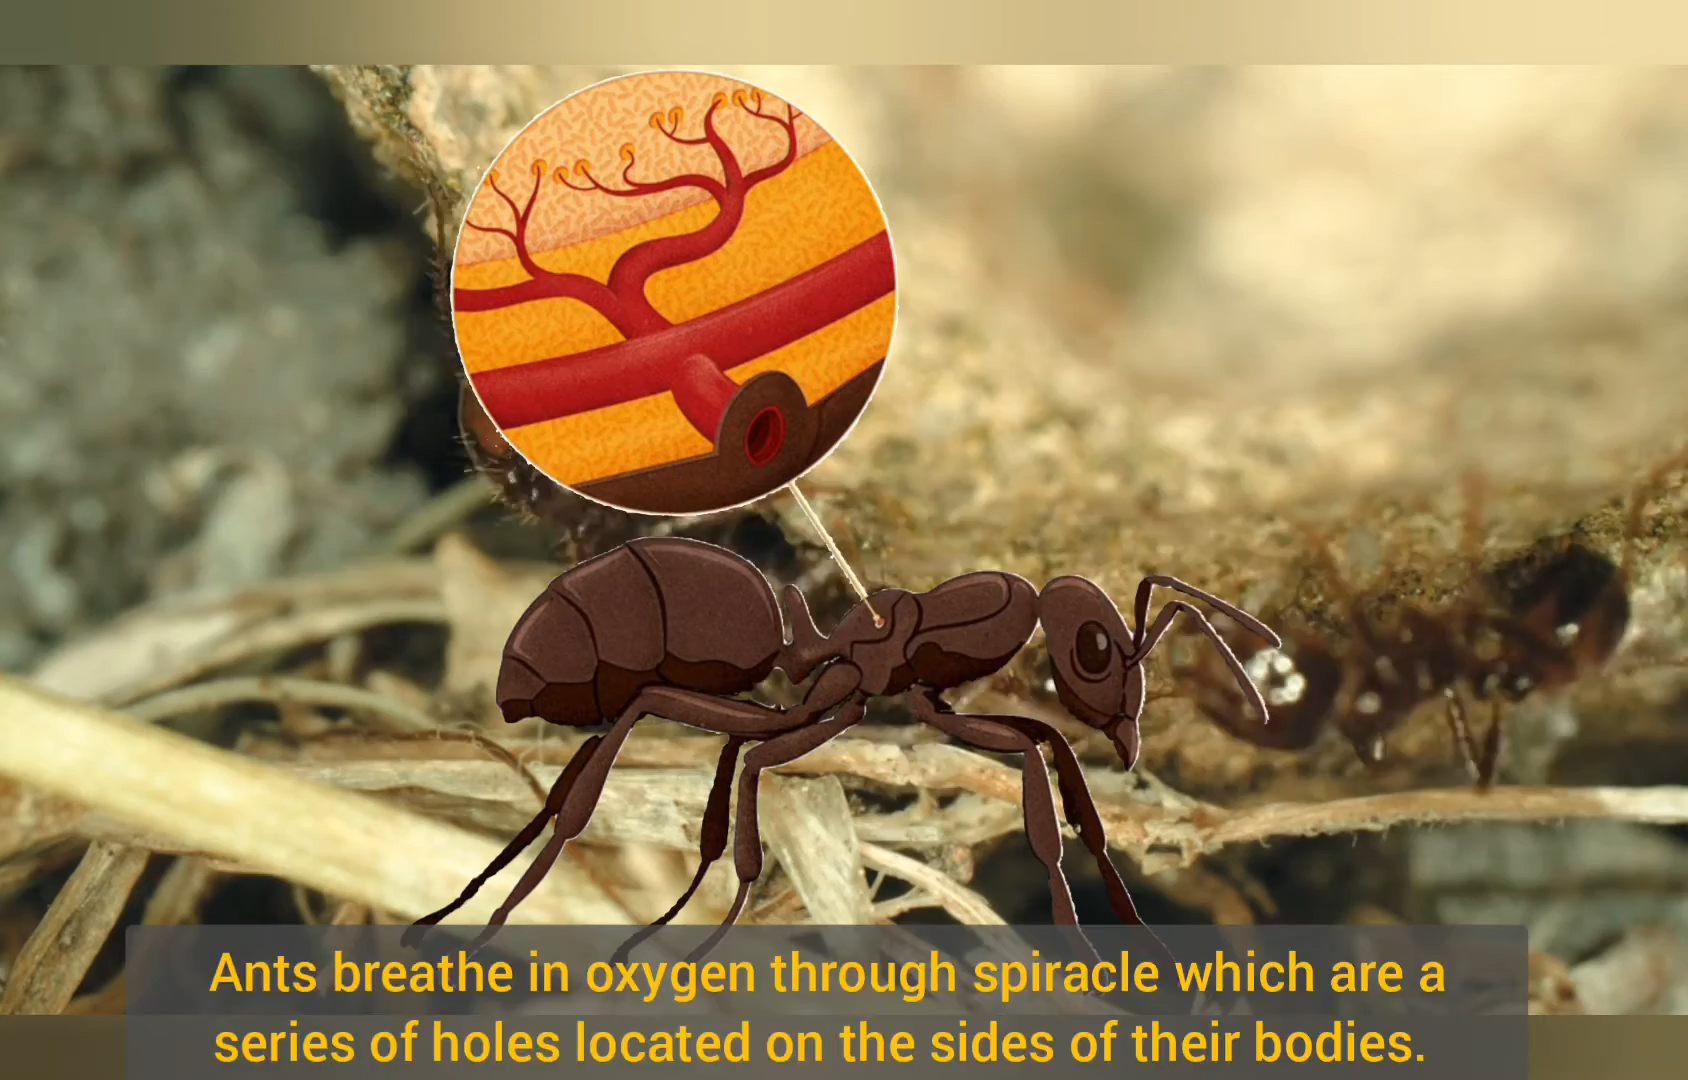 Ants breathe in oxygen through spiracle which are a
series of holes located on the sides of their bodies.